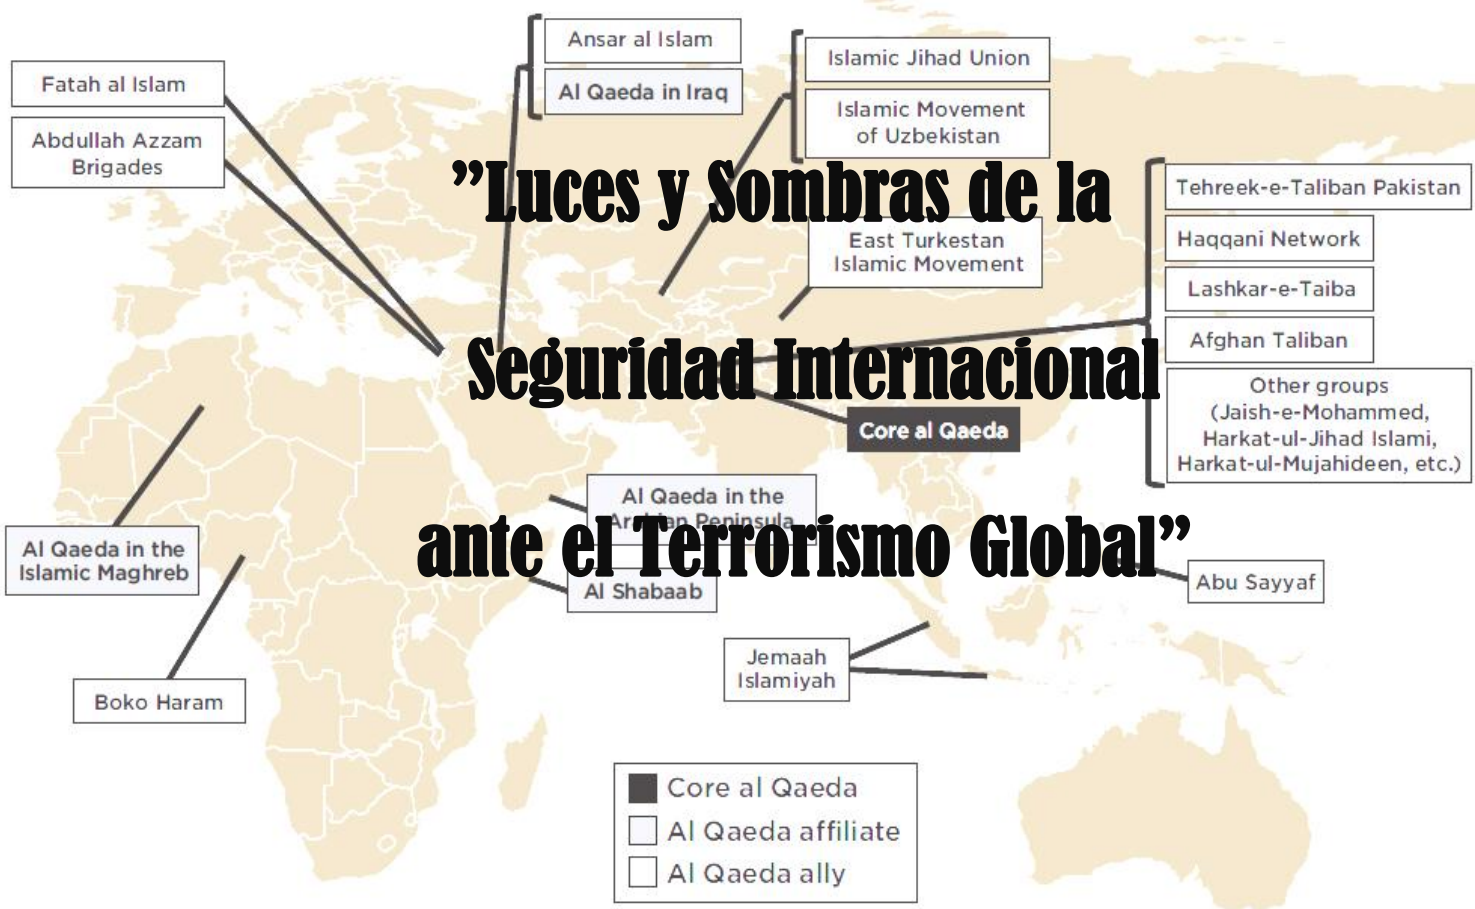 Ansar al Islam
Al Qaeda in Iraq
Islamic Jihad Union
Islamic Movement
of Uzbekistan
Fatah al Islam
Abdullah Azzam
Brigades
”Luces y Sombras de la
Seguridad Internacional
ante el Terrorismo Global”
East Turkestan
Islamic Movement
Tehreek-e-Taliban Pakistan
Haqqani Network
Lashkar-e-Taiba
Afghan Taliban
Other groups
(Jaish-e-Mohammed,
Harkat-ul-Jihad Islami,
Harkat-ul-Mujahideen, etc.)
Core al Qaeda
Al Qaeda in the
Arabian Peninsula
Al Qaeda in the
Islamic Maghreb
Al Shabaab
Abu Sayyaf
Jemaah
Islamiyah
Boko Haram
Core al Qaeda
Al Qaeda affiliate
Al Qaeda ally